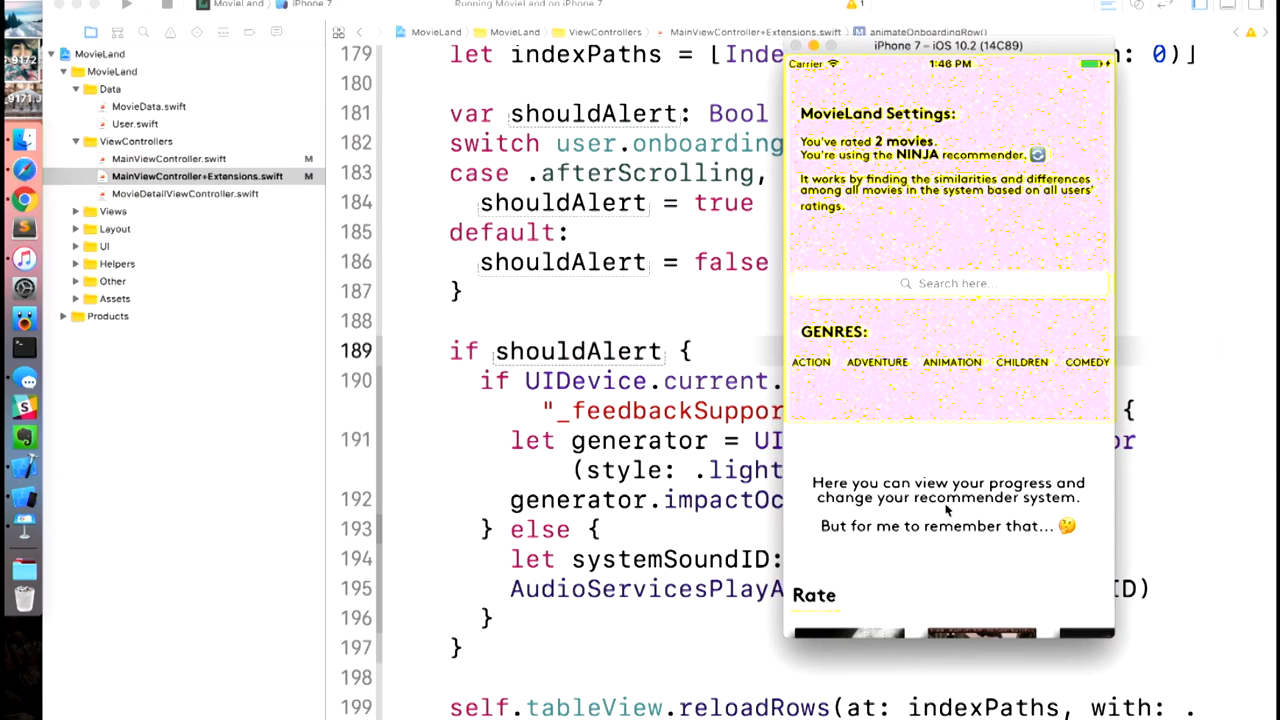 MovieLand
iPhone 7
Running MovieLand on iPhone 7
1
MovieLand
MovieLand
ViewControllers
MainViewController+Extensions.swift
M
animateOnboardingRow()
MovieLand
MovieLand
Data
MovieData.swift
User.swift
ViewControllers
MainViewController.swift
M
MainViewController+Extensions.swift
M
MovieDetailViewController.swift
Views
Layout
UI
Helpers
Other
Assets
Products
9172
9171.J
179 let indexPaths = [Inde : 0)]
180
181 var shouldAlert: Bool
182 switch user.onboarding
183 case .afterScrolling,
184 shouldAlert = true
185 default:
186 shouldAlert = false
187 }
188
189 if shouldAlert {
190 if UIDevice.current.
"_feedbackSuppor {
191 let generator = UI or
(style: .light
192 generator.impactOc
193 } else {
194 let systemSoundID:
195 AudioServicesPlayA ID)
196 }
197 }
198
199 self.tableView.reloadRows(at: indexPaths, with: .
iPhone 7 – iOS 10.2 (14C89)
Carrier 1:46 PM
MovieLand Settings:
You've rated 2 movies.
You're using the NINJA recommender. 🔄
It works by finding the similarities and differences
among all movies in the system based on all users'
ratings.
Search here...
GENRES:
ACTION ADVENTURE ANIMATION CHILDREN COMEDY
Here you can view your progress and
change your recommender system.
But for me to remember that... 🤔
Rate